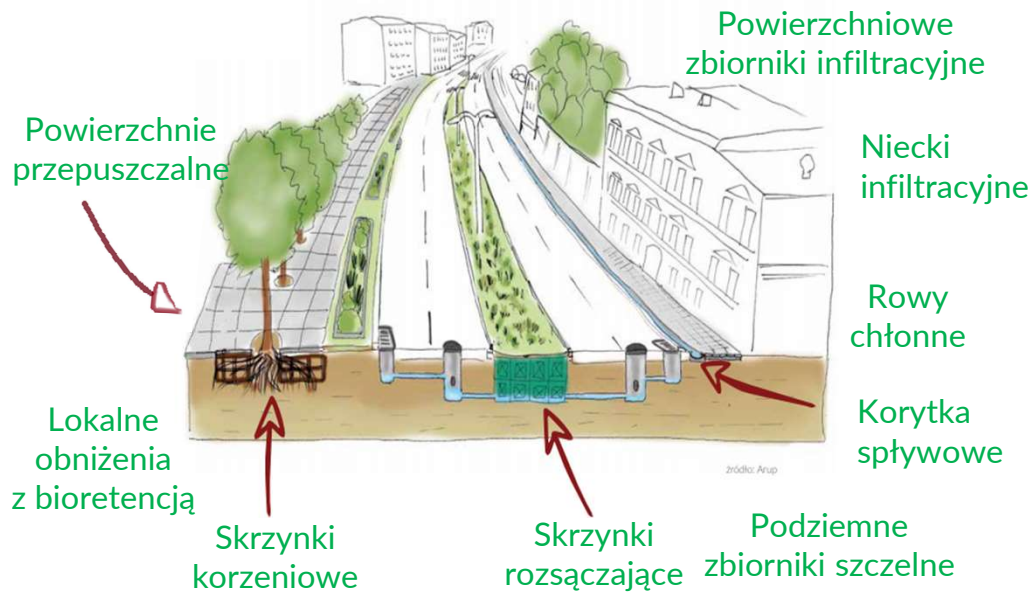 Powierzchniowe
zbiorniki infiltracyjne
Powierzchnie
przepuszczalne
Niecki
infiltracyjne
Rowy
chłonne
Lokalne
obniżenia
z bioretencją
Korytka
spływowe
źródło: Arup
Skrzynki
korzeniowe
Skrzynki
rozsączające
Podziemne
zbiorniki szczelne